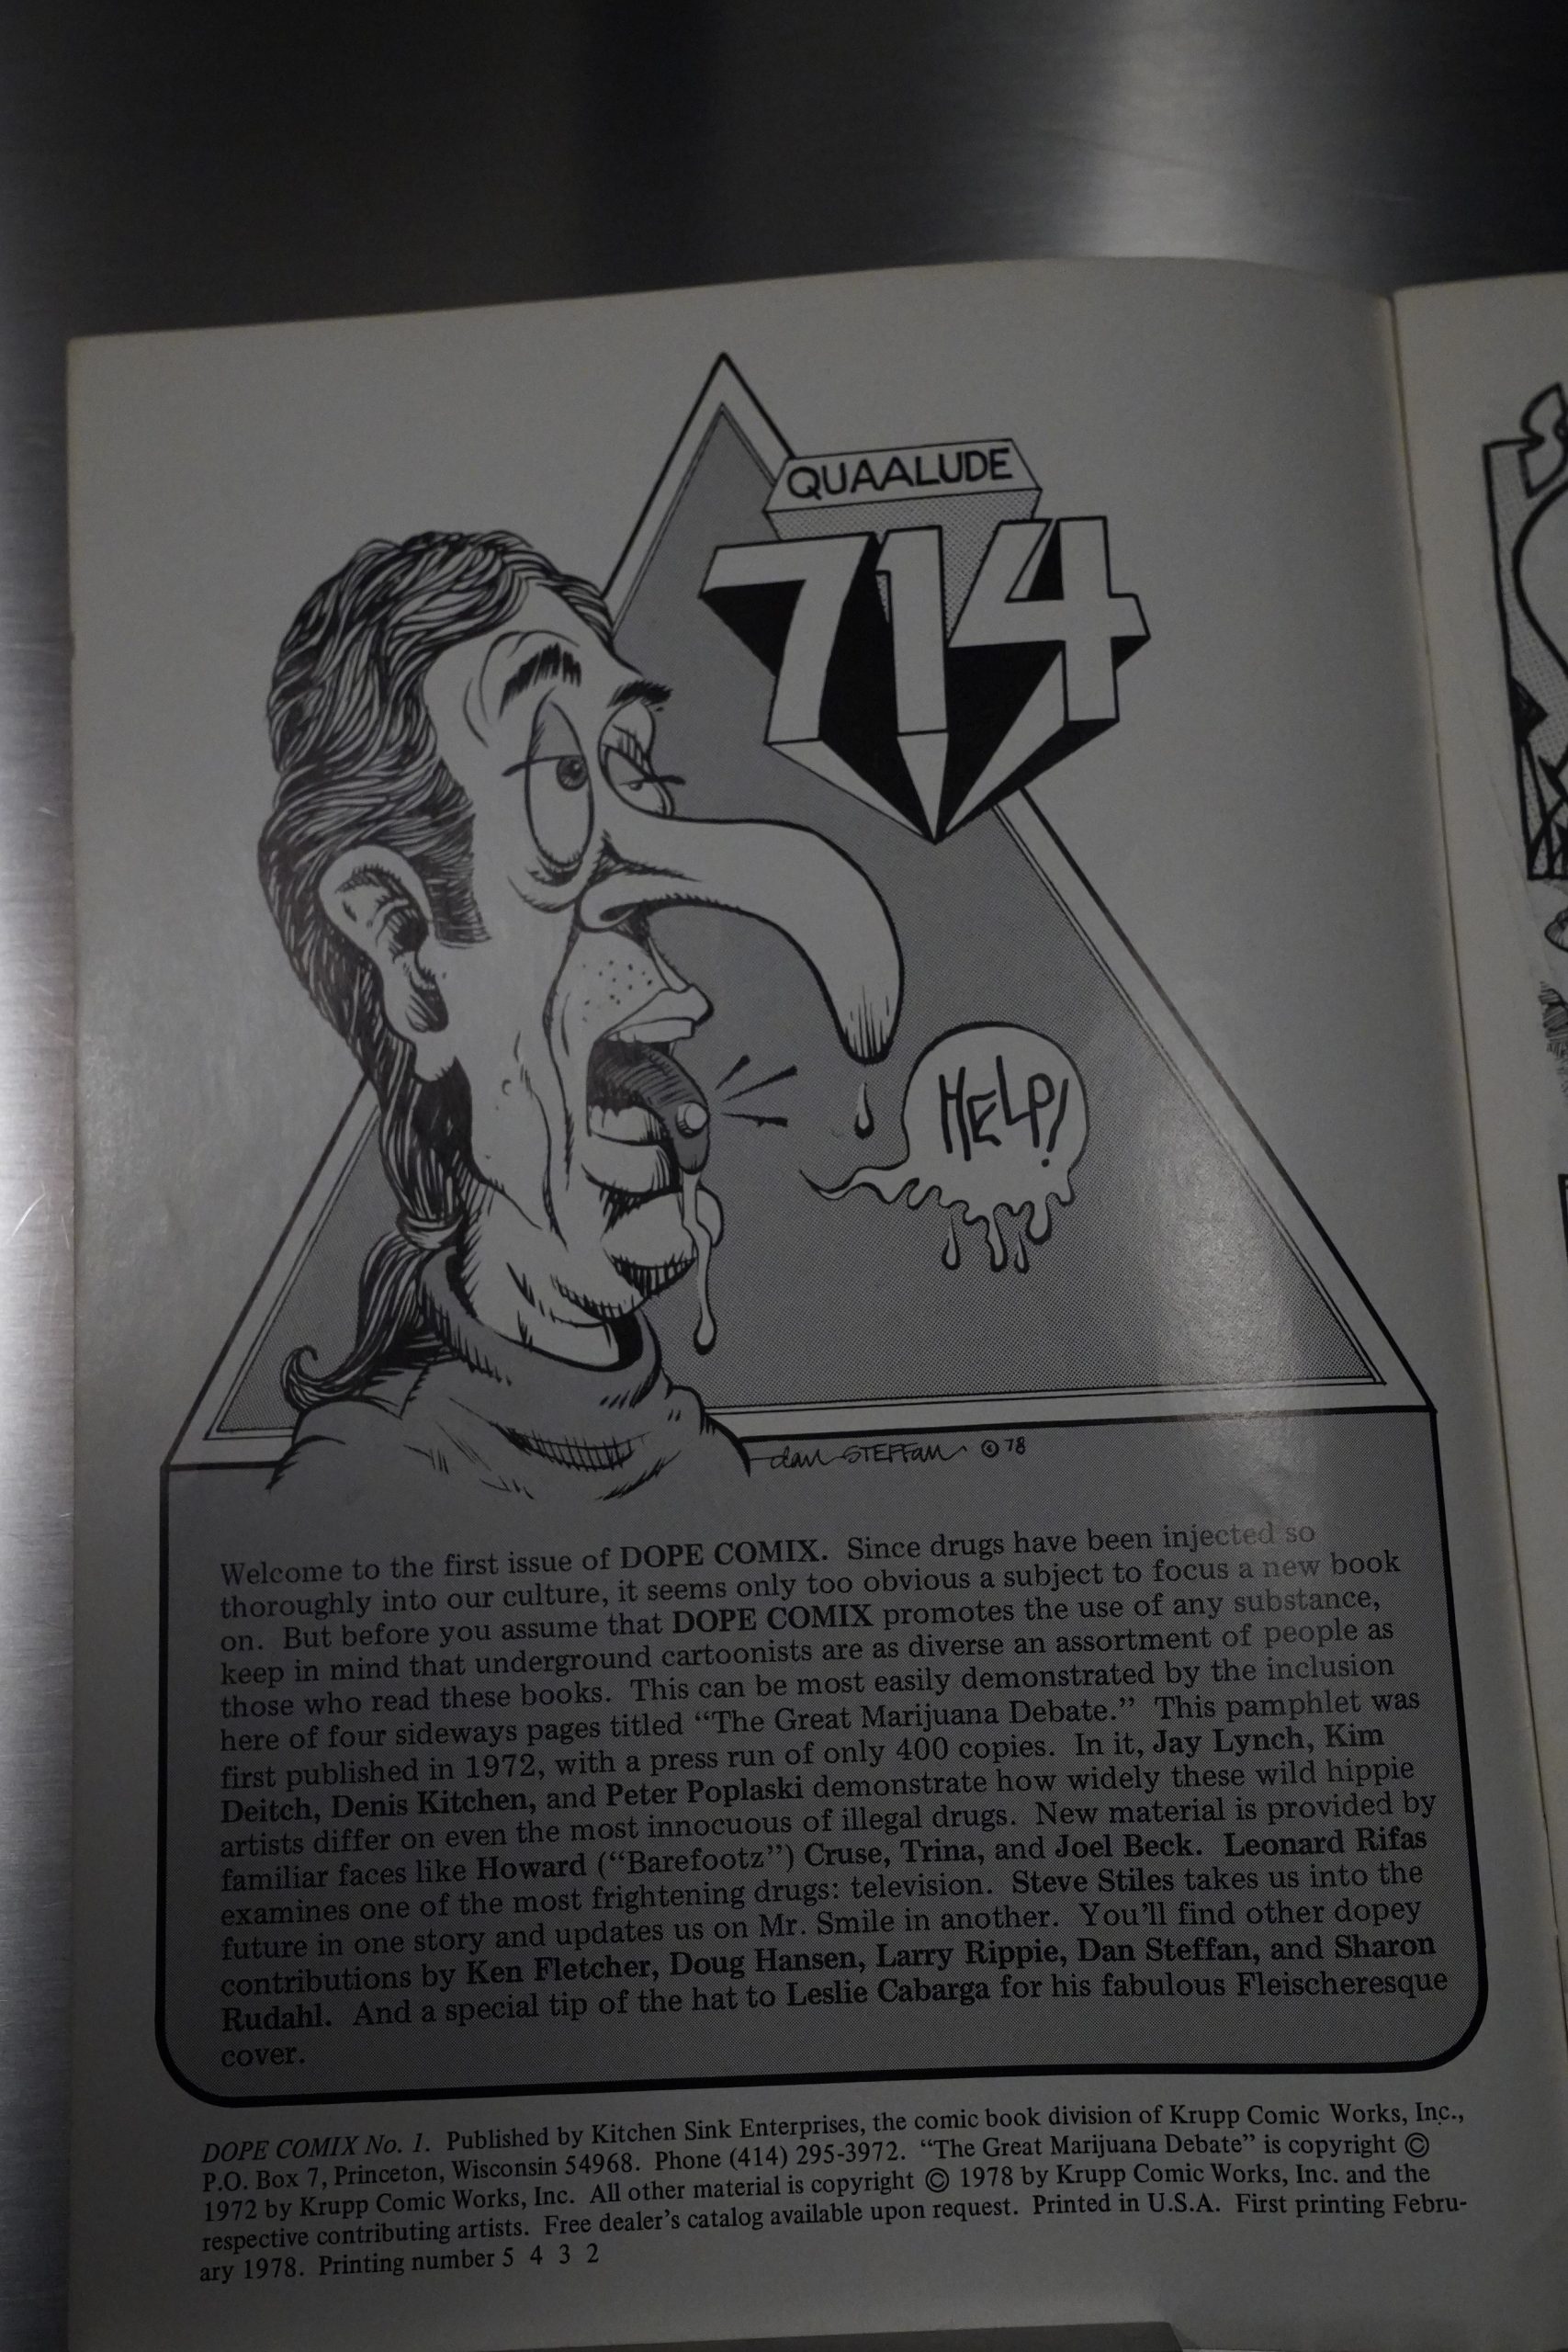 QUAALUDE
714
HELP!
dan STEFFan © 78
Welcome to the first issue of DOPE COMIX. Since drugs have been injected so
thoroughly into our culture, it seems only too obvious a subject to focus a new book
on. But before you assume that DOPE COMIX promotes the use of any substance,
keep in mind that underground cartoonists are as diverse an assortment of people as
those who read these books. This can be most easily demonstrated by the inclusion
here of four sideways pages titled “The Great Marijuana Debate.” This pamphlet was
first published in 1972, with a press run of only 400 copies. In it, Jay Lynch, Kim
Deitch, Denis Kitchen, and Peter Poplaski demonstrate how widely these wild hippie
artists differ on even the most innocuous of illegal drugs. New material is provided by
familiar faces like Howard (“Barefootz”) Cruse, Trina, and Joel Beck. Leonard Rifas
examines one of the most frightening drugs: television. Steve Stiles takes us into the
future in one story and updates us on Mr. Smile in another. You’ll find other dopey
contributions by Ken Fletcher, Doug Hansen, Larry Rippie, Dan Steffan, and Sharon
Rudahl. And a special tip of the hat to Leslie Cabarga for his fabulous Fleischeresque
cover.
DOPE COMIX No. 1. Published by Kitchen Sink Enterprises, the comic book division of Krupp Comic Works, Inc.,
P.O. Box 7, Princeton, Wisconsin 54968. Phone (414) 295-3972. “The Great Marijuana Debate” is copyright ©
1972 by Krupp Comic Works, Inc. All other material is copyright © 1978 by Krupp Comic Works, Inc. and the
respective contributing artists. Free dealer’s catalog available upon request. Printed in U.S.A. First printing Febru-
ary 1978. Printing number 5 4 3 2